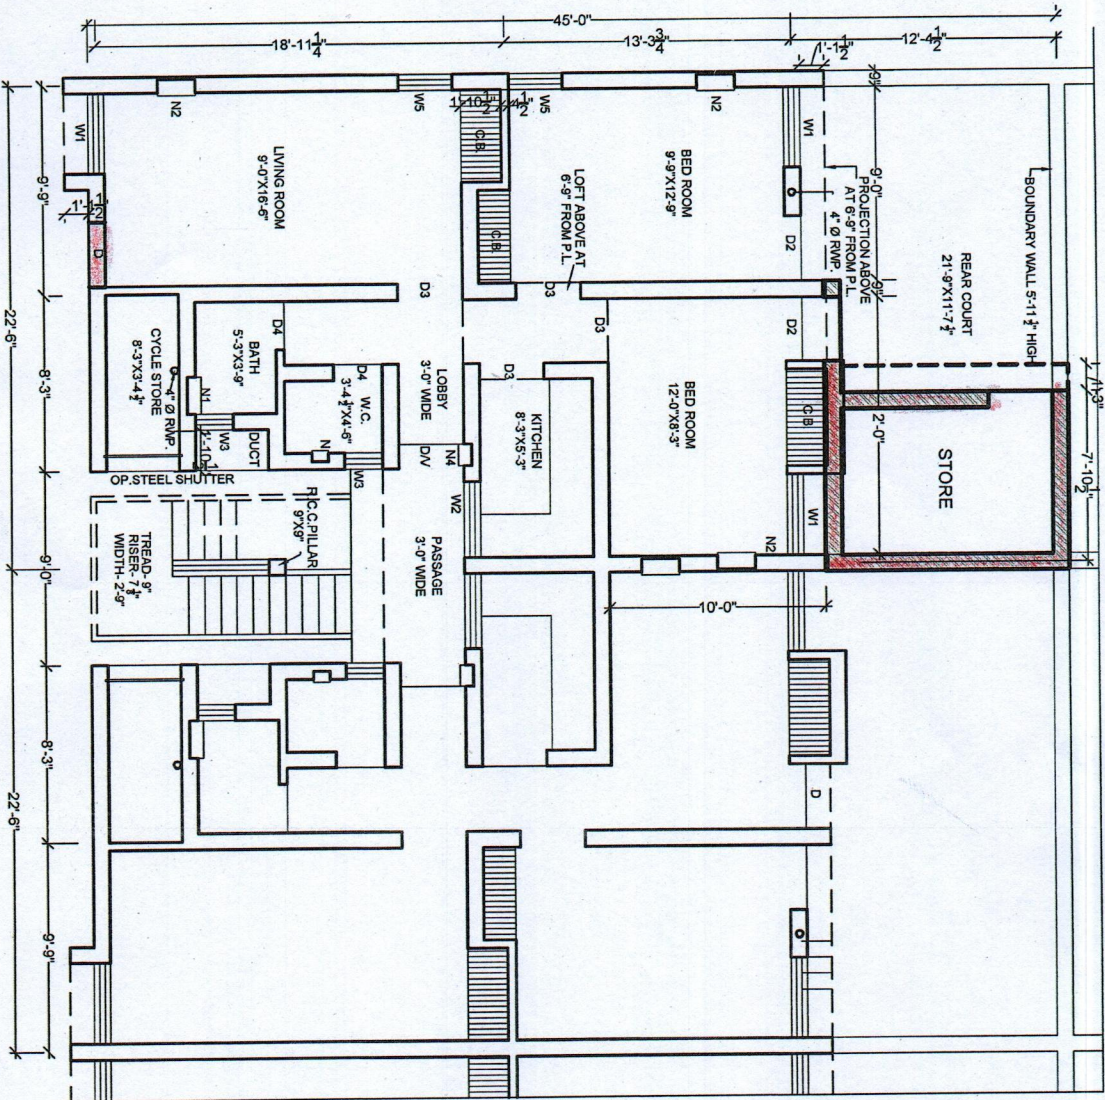 45'-0"
18'-11¼"
13'-3¾"
12'-4½"
1'-1½"
9"
9'-0"
9"
W1
N2
W5
1'-10½"
4½"
W5
N2
W1
C.B.
C.B.
LIVING ROOM
9'-0"X16'-6"
BED ROOM
9'-9"X12'-9"
LOFT ABOVE AT
6'-9" FROM P.L.
PROJECTION ABOVE
AT 6'-9" FROM P.L.
4" Ø RWP.
REAR COURT
21'-9"X11'-7½"
BOUNDARY WALL 5'-11½" HIGH
9'-9"
1'-1½"
D
D2
D3
D3
D3
D2
22'-6"
8'-3"
CYCLE STORE
8'-3"X3'-4½"
4" Ø RWP.
BATH
5'-3"X3'-9"
D4
D4
W.C.
3'-4½"X4'-6"
N1
N
W3
1'-10½"
DUCT
W3
LOBBY
3'-0" WIDE
D/V
N4
D3
KITCHEN
8'-3"X5'-3"
W2
BED ROOM
12'-0"X8'-3"
C.B.
W1
N2
2'-0"
STORE
7'-10½"
OP.STEEL SHUTTER
R.C.C.PILLAR
9"X9"
TREAD- 9"
RISER- 7⅛"
WIDTH- 2'-9"
PASSAGE
3'-0" WIDE
9'-0"
10'-0"
8'-3"
22'-6"
D
9'-9"